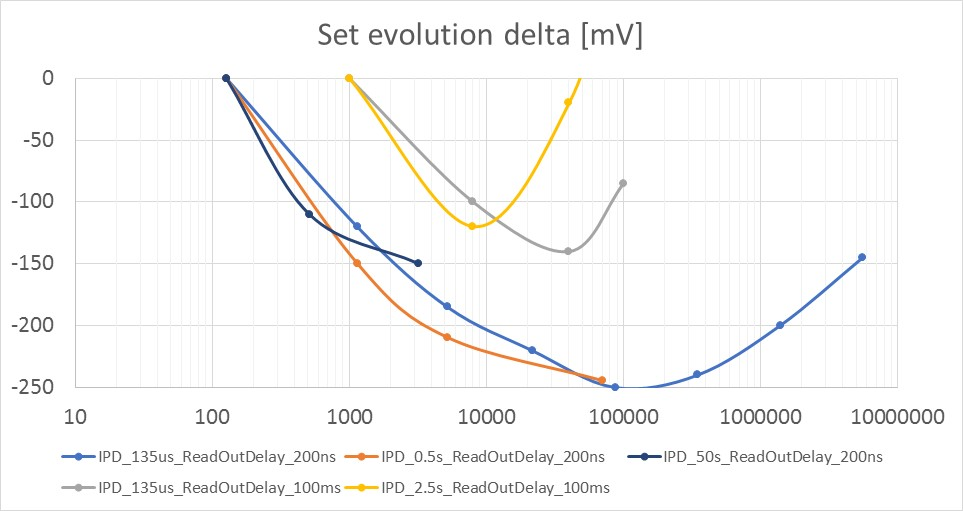 Set evolution delta [mV]
0
-50
-100
-150
-200
-250
10 100 1000 10000 100000 1000000 10000000
IPD_135us_ReadOutDelay_200ns IPD_0.5s_ReadOutDelay_200ns IPD_50s_ReadOutDelay_200ns
IPD_135us_ReadOutDelay_100ms IPD_2.5s_ReadOutDelay_100ms